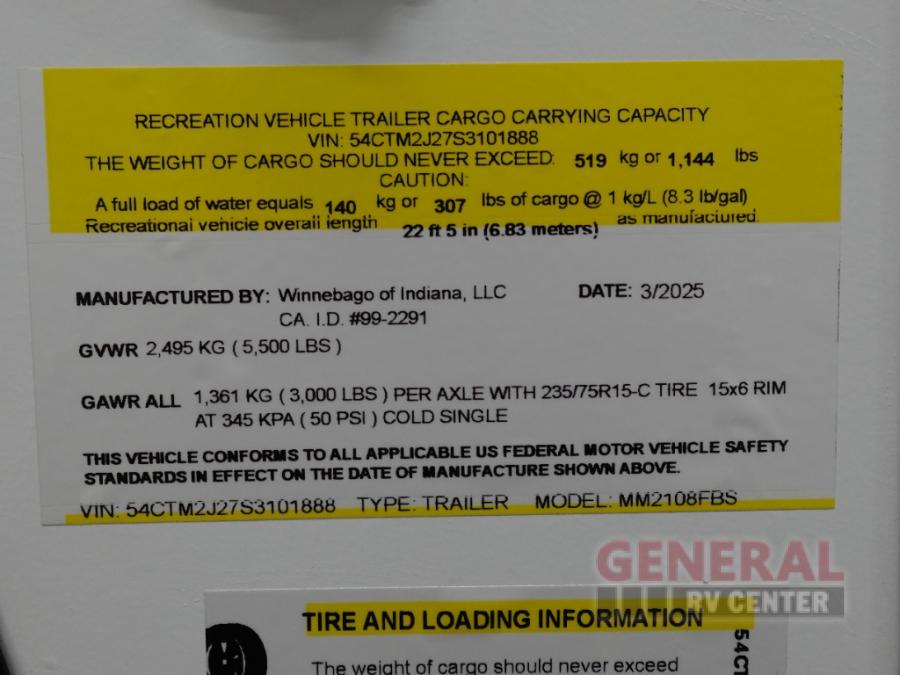 RECREATION VEHICLE TRAILER CARGO CARRYING CAPACITY
VIN: 54CTM2J27S3101888
THE WEIGHT OF CARGO SHOULD NEVER EXCEED: 519 kg or 1,144 lbs
CAUTION:
A full load of water equals 140 kg or 307 lbs of cargo @ 1 kg/L (8.3 lb/gal)
Recreational vehicle overall length 22 ft 5 in (6.83 meters) as manufactured.
MANUFACTURED BY: Winnebago of Indiana, LLC DATE: 3/2025
CA. I.D. #99-2291
GVWR 2,495 KG ( 5,500 LBS )
GAWR ALL 1,361 KG ( 3,000 LBS ) PER AXLE WITH 235/75R15-C TIRE 15x6 RIM
AT 345 KPA ( 50 PSI ) COLD SINGLE
THIS VEHICLE CONFORMS TO ALL APPLICABLE US FEDERAL MOTOR VEHICLE SAFETY
STANDARDS IN EFFECT ON THE DATE OF MANUFACTURE SHOWN ABOVE.
VIN: 54CTM2J27S3101888 TYPE: TRAILER MODEL: MM2108FBS
GENERAL
RV CENTER
TIRE AND LOADING INFORMATION
The weight of cargo should never exceed
54CT